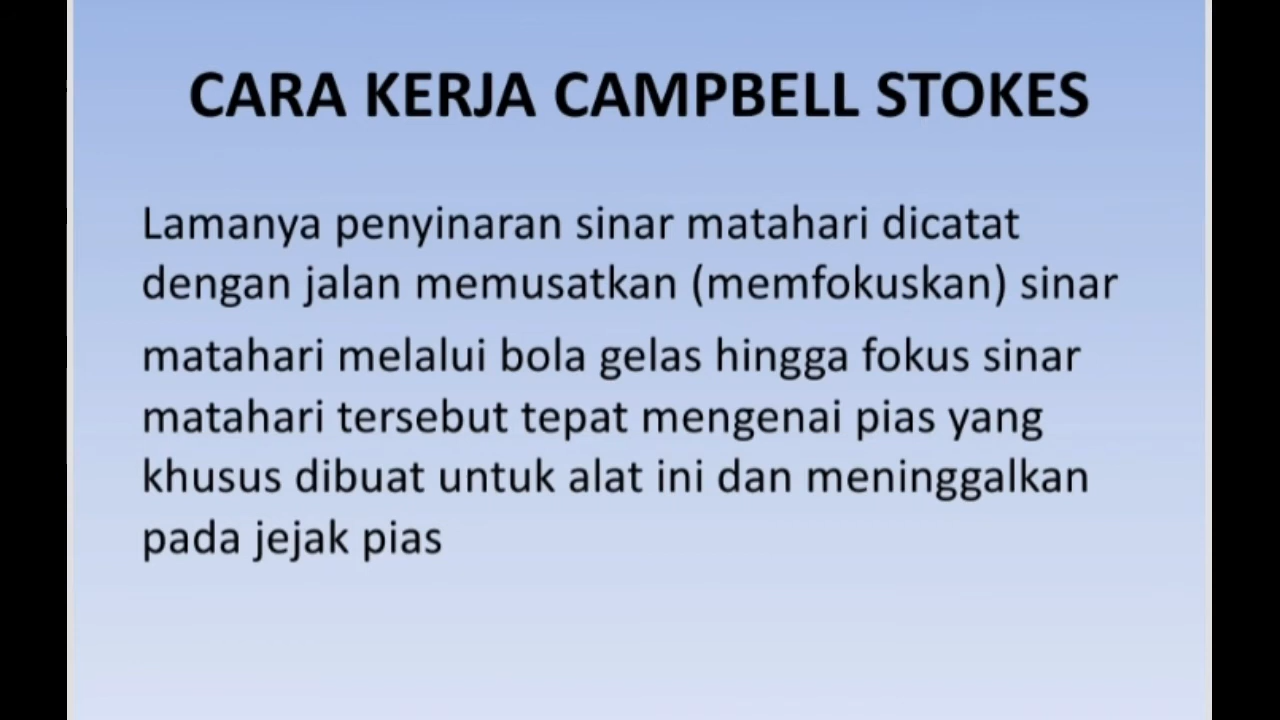 CARA KERJA CAMPBELL STOKES
Lamanya penyinaran sinar matahari dicatat
dengan jalan memusatkan (memfokuskan) sinar
matahari melalui bola gelas hingga fokus sinar
matahari tersebut tepat mengenai pias yang
khusus dibuat untuk alat ini dan meninggalkan
pada jejak pias